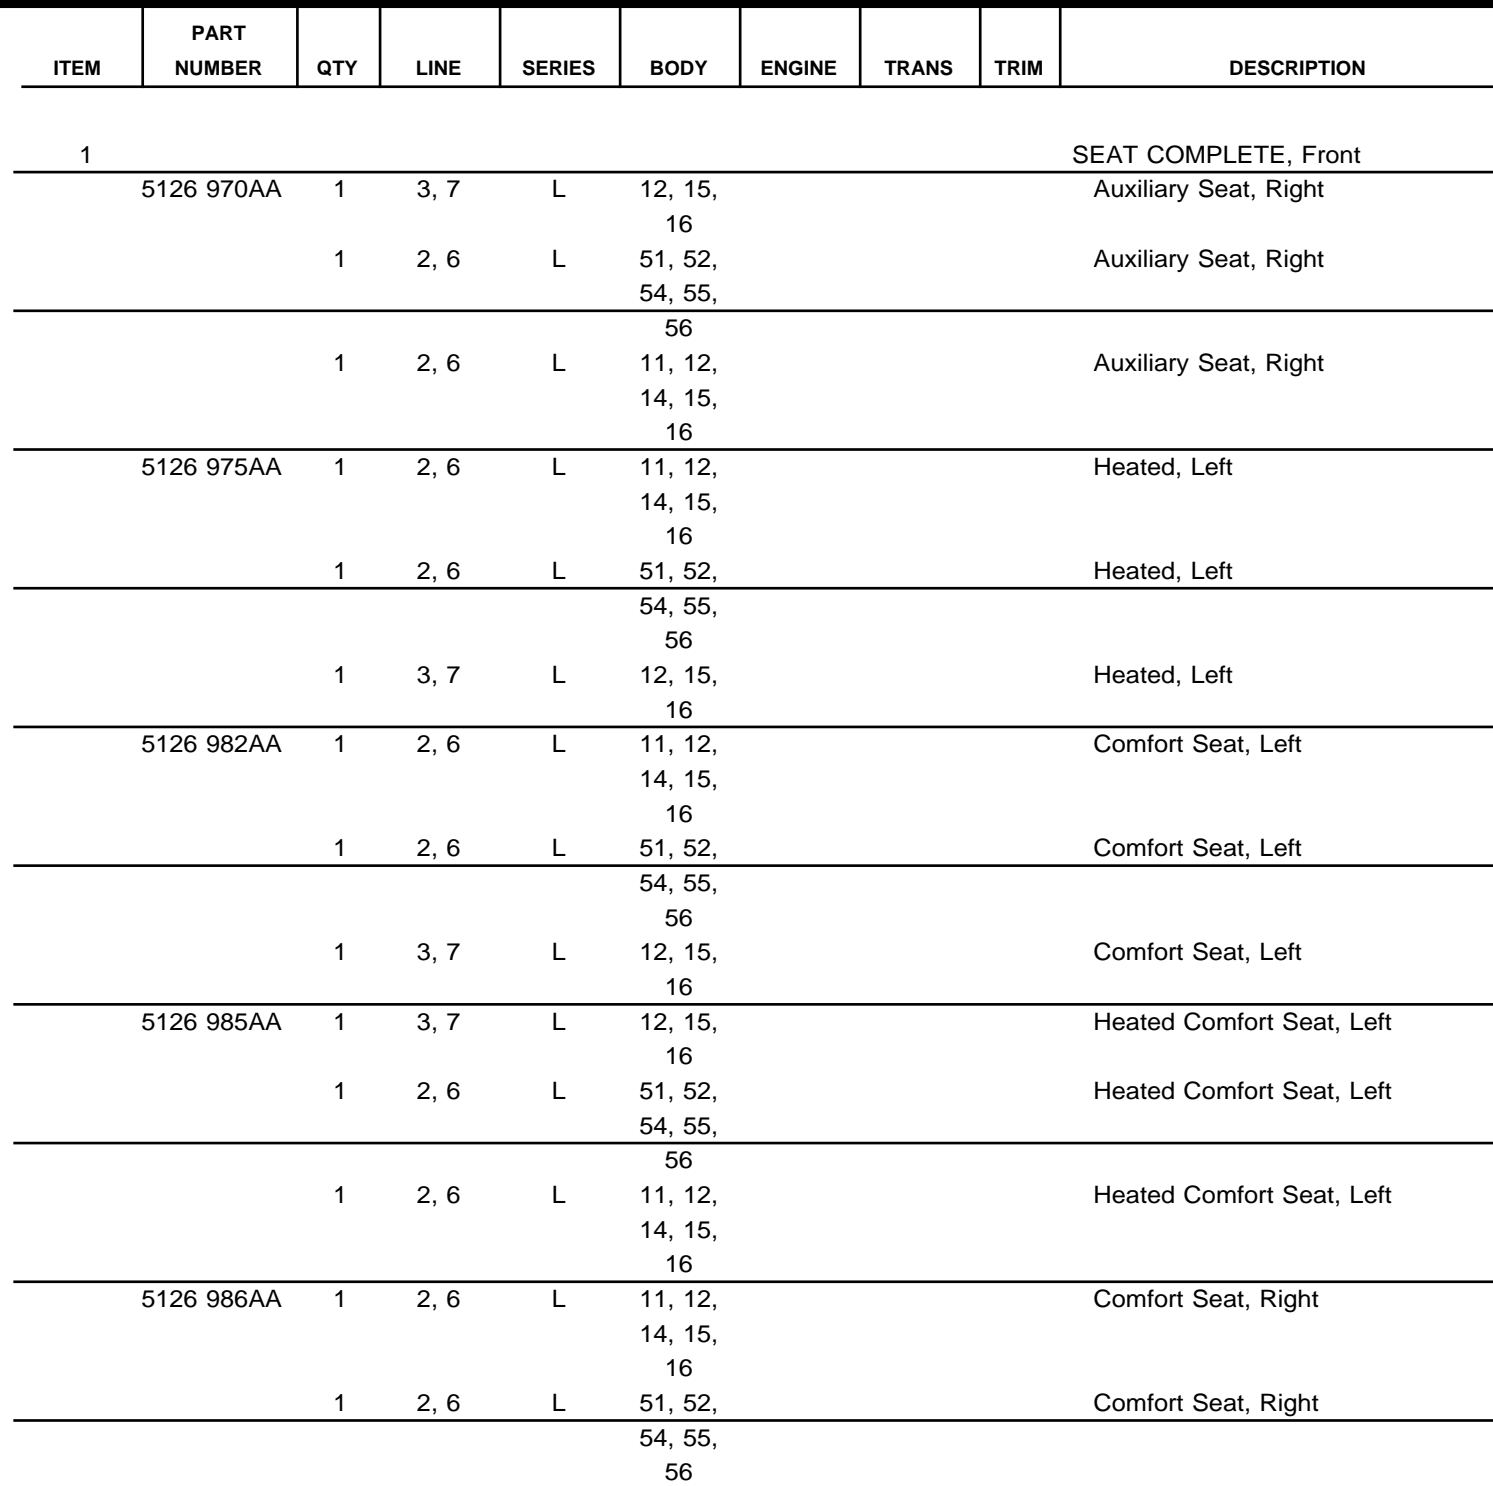 PART
ITEM NUMBER QTY LINE SERIES BODY ENGINE TRANS TRIM DESCRIPTION
1 SEAT COMPLETE, Front
5126 970AA 1 3, 7 L 12, 15, Auxiliary Seat, Right
16
1 2, 6 L 51, 52, Auxiliary Seat, Right
54, 55,
56
1 2, 6 L 11, 12, Auxiliary Seat, Right
14, 15,
16
5126 975AA 1 2, 6 L 11, 12, Heated, Left
14, 15,
16
1 2, 6 L 51, 52, Heated, Left
54, 55,
56
1 3, 7 L 12, 15, Heated, Left
16
5126 982AA 1 2, 6 L 11, 12, Comfort Seat, Left
14, 15,
16
1 2, 6 L 51, 52, Comfort Seat, Left
54, 55,
56
1 3, 7 L 12, 15, Comfort Seat, Left
16
5126 985AA 1 3, 7 L 12, 15, Heated Comfort Seat, Left
16
1 2, 6 L 51, 52, Heated Comfort Seat, Left
54, 55,
56
1 2, 6 L 11, 12, Heated Comfort Seat, Left
14, 15,
16
5126 986AA 1 2, 6 L 11, 12, Comfort Seat, Right
14, 15,
16
1 2, 6 L 51, 52, Comfort Seat, Right
54, 55,
56